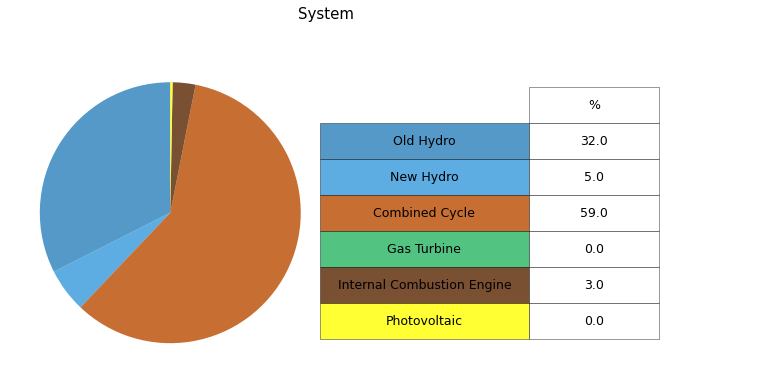 System
%
Old Hydro 32.0
New Hydro 5.0
Combined Cycle 59.0
Gas Turbine 0.0
Internal Combustion Engine 3.0
Photovoltaic 0.0